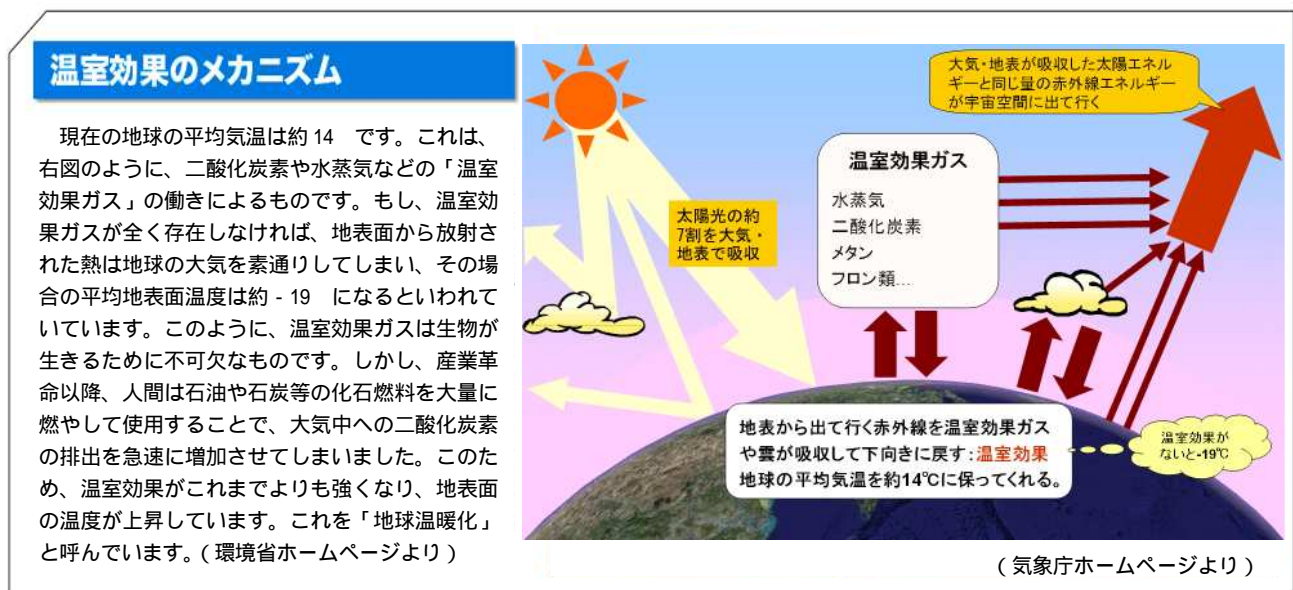 温室効果のメカニズム
現在の地球の平均気温は約 14　です。これは、
右図のように、二酸化炭素や水蒸気などの「温室
効果ガス」の働きによるものです。もし、温室効
果ガスが全く存在しなければ、地表面から放射さ
れた熱は地球の大気を素通りしてしまい、その場
合の平均地表面温度は約 - 19　になるといわれて
いています。このように、温室効果ガスは生物が
生きるために不可欠なものです。しかし、産業革
命以降、人間は石油や石炭等の化石燃料を大量に
燃やして使用することで、大気中への二酸化炭素
の排出を急速に増加させてしまいました。このた
め、温室効果がこれまでよりも強くなり、地表面
の温度が上昇しています。これを「地球温暖化」
と呼んでいます。（環境省ホームページより）
大気・地表が吸収した太陽エネル
ギーと同じ量の赤外線エネルギー
が宇宙空間に出て行く
温室効果ガス
水蒸気
二酸化炭素
メタン
フロン類…
太陽光の約
7割を大気・
地表で吸収
地表から出て行く赤外線を温室効果ガス
や雲が吸収して下向きに戻す：温室効果
地球の平均気温を約14℃に保ってくれる。
温室効果が
ないと-19℃
（気象庁ホームページより）